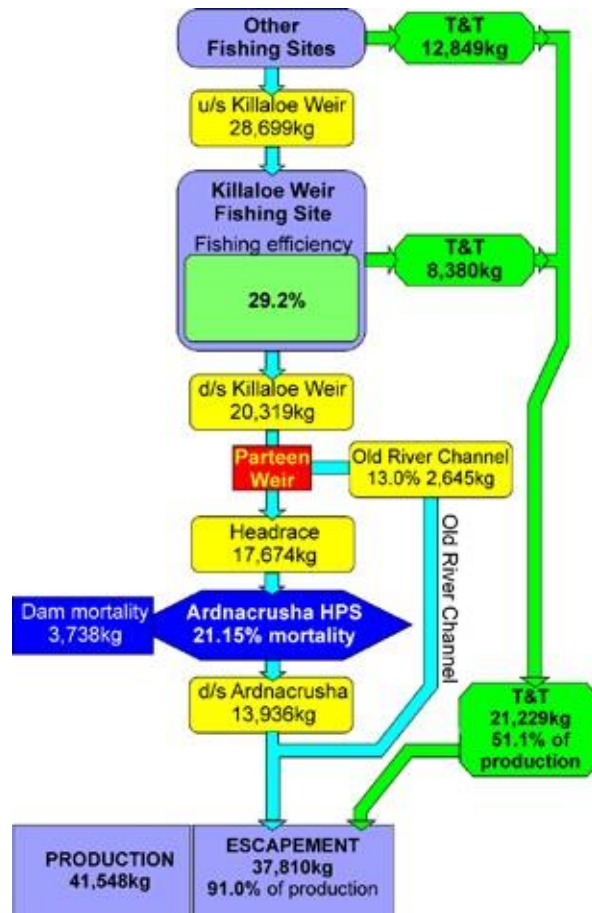 Other
Fishing Sites
T&T
12,849kg
u/s Killaloe Weir
28,699kg
Killaloe Weir
Fishing Site
Fishing efficiency
29.2%
T&T
8,380kg
d/s Killaloe Weir
20,319kg
Parteen
Weir
Old River Channel
13.0% 2,645kg
Headrace
17,674kg
Old River Channel
Dam mortality
3,738kg
Ardnacrusha HPS
21.15% mortality
d/s Ardnacrusha
13,936kg
T&T
21,229kg
51.1% of
production
PRODUCTION
41,548kg
ESCAPEMENT
37,810kg
91.0% of production